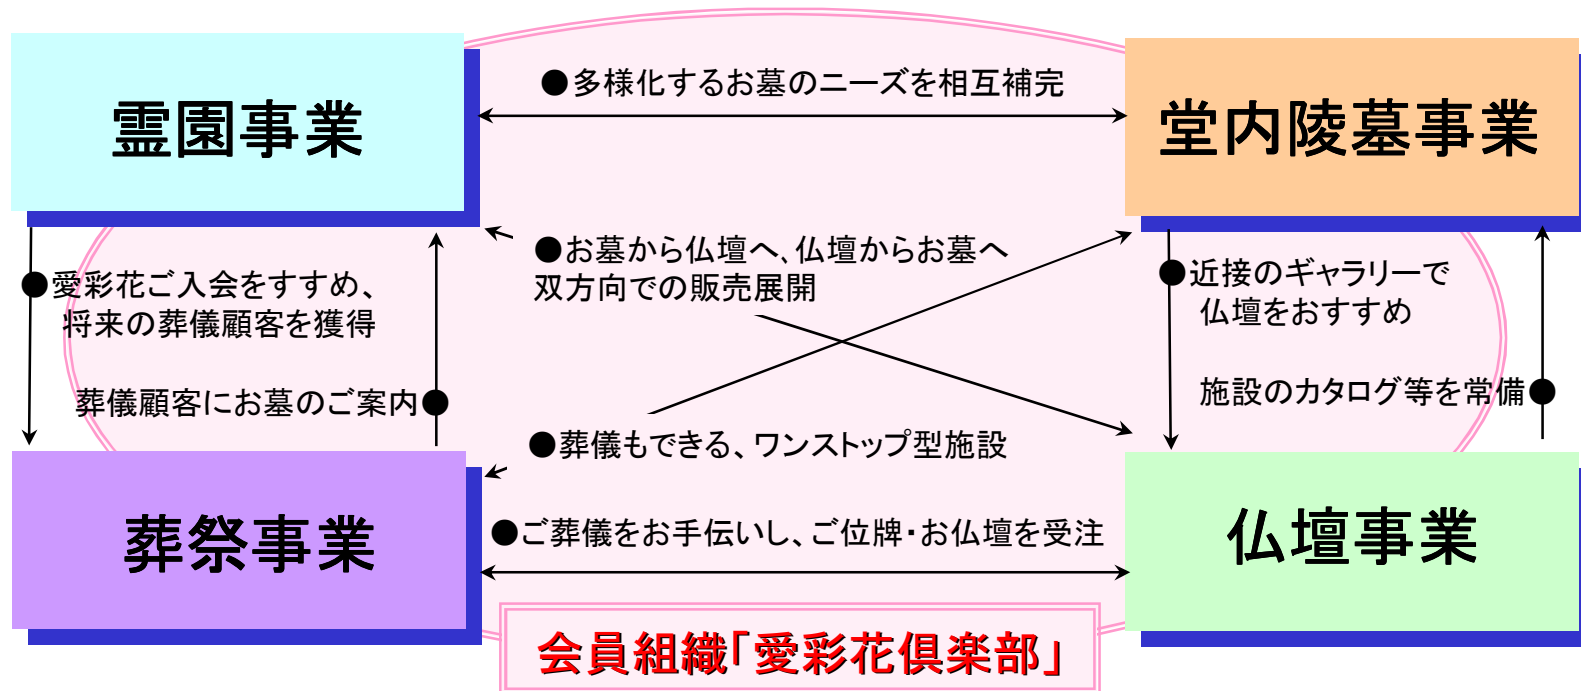 霊園事業
●多様化するお墓のニーズを相互補完
堂内陵墓事業
●お墓から仏壇へ、仏壇からお墓へ
双方向での販売展開
●愛彩花ご入会をすすめ、
将来の葬儀顧客を獲得
●近接のギャラリーで
仏壇をおすすめ
葬儀顧客にお墓のご案内●
施設のカタログ等を常備●
●葬儀もできる、ワンストップ型施設
葬祭事業
●ご葬儀をお手伝いし、ご位牌・お仏壇を受注
仏壇事業
会員組織「愛彩花倶楽部」